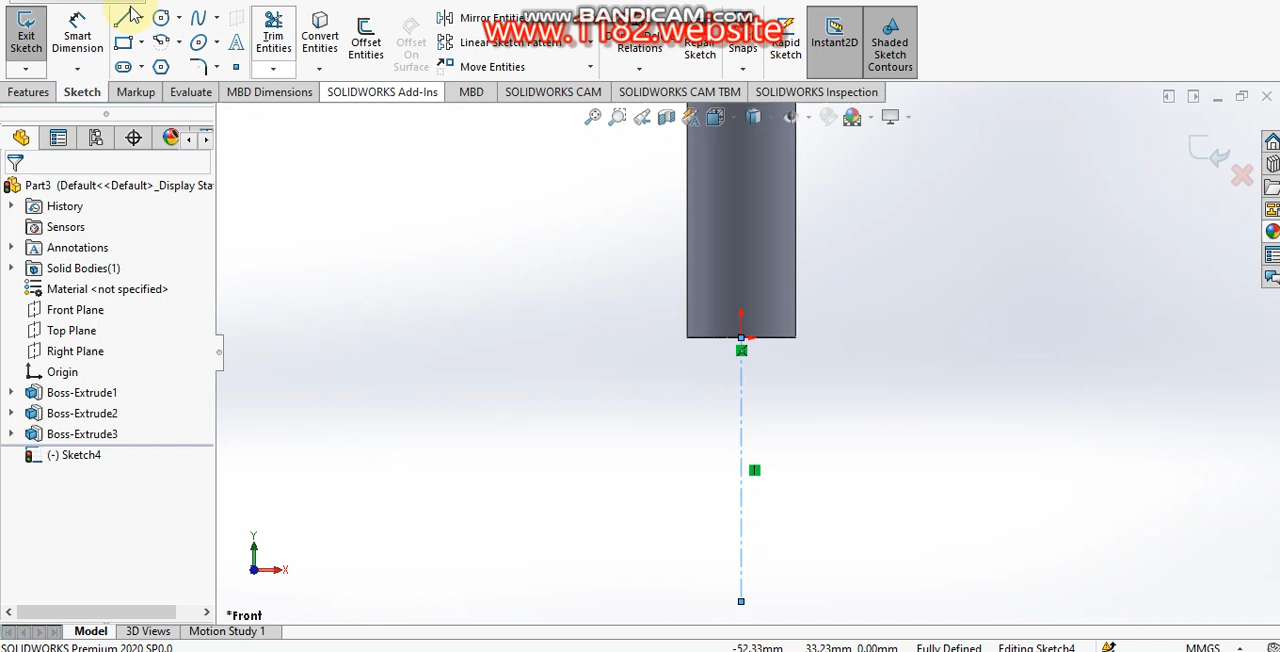 www.BANDICAM.com
www.1182.website
Exit Sketch
Smart Dimension
Trim Entities
Convert Entities
Offset Entities
Offset On Surface
Mirror Entities
Linear Sketch Pattern
Move Entities
Relations
Repair Sketch
Snaps
Rapid Sketch
Instant2D
Shaded Sketch Contours
Features Sketch Markup Evaluate MBD Dimensions SOLIDWORKS Add-Ins MBD SOLIDWORKS CAM SOLIDWORKS CAM TBM SOLIDWORKS Inspection
Part3 (Default<<Default>_Display Sta
History
Sensors
Annotations
Solid Bodies(1)
Material <not specified>
Front Plane
Top Plane
Right Plane
Origin
Boss-Extrude1
Boss-Extrude2
Boss-Extrude3
(-) Sketch4
Y
X
*Front
Model 3D Views Motion Study 1
SOLIDWORKS Premium 2020 SP0.0 -52.33mm 33.23mm 0.00mm Fully Defined Editing Sketch4 MMGS